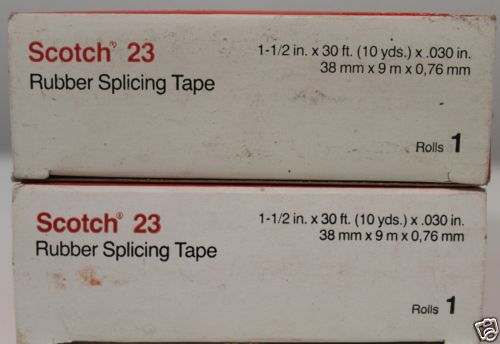 Scotch® 23
Rubber Splicing Tape
1-1/2 in. x 30 ft. (10 yds.) x .030 in.
38 mm x 9 m x 0,76 mm
Rolls 1
Scotch® 23
Rubber Splicing Tape
1-1/2 in. x 30 ft. (10 yds.) x .030 in.
38 mm x 9 m x 0,76 mm
Rolls 1